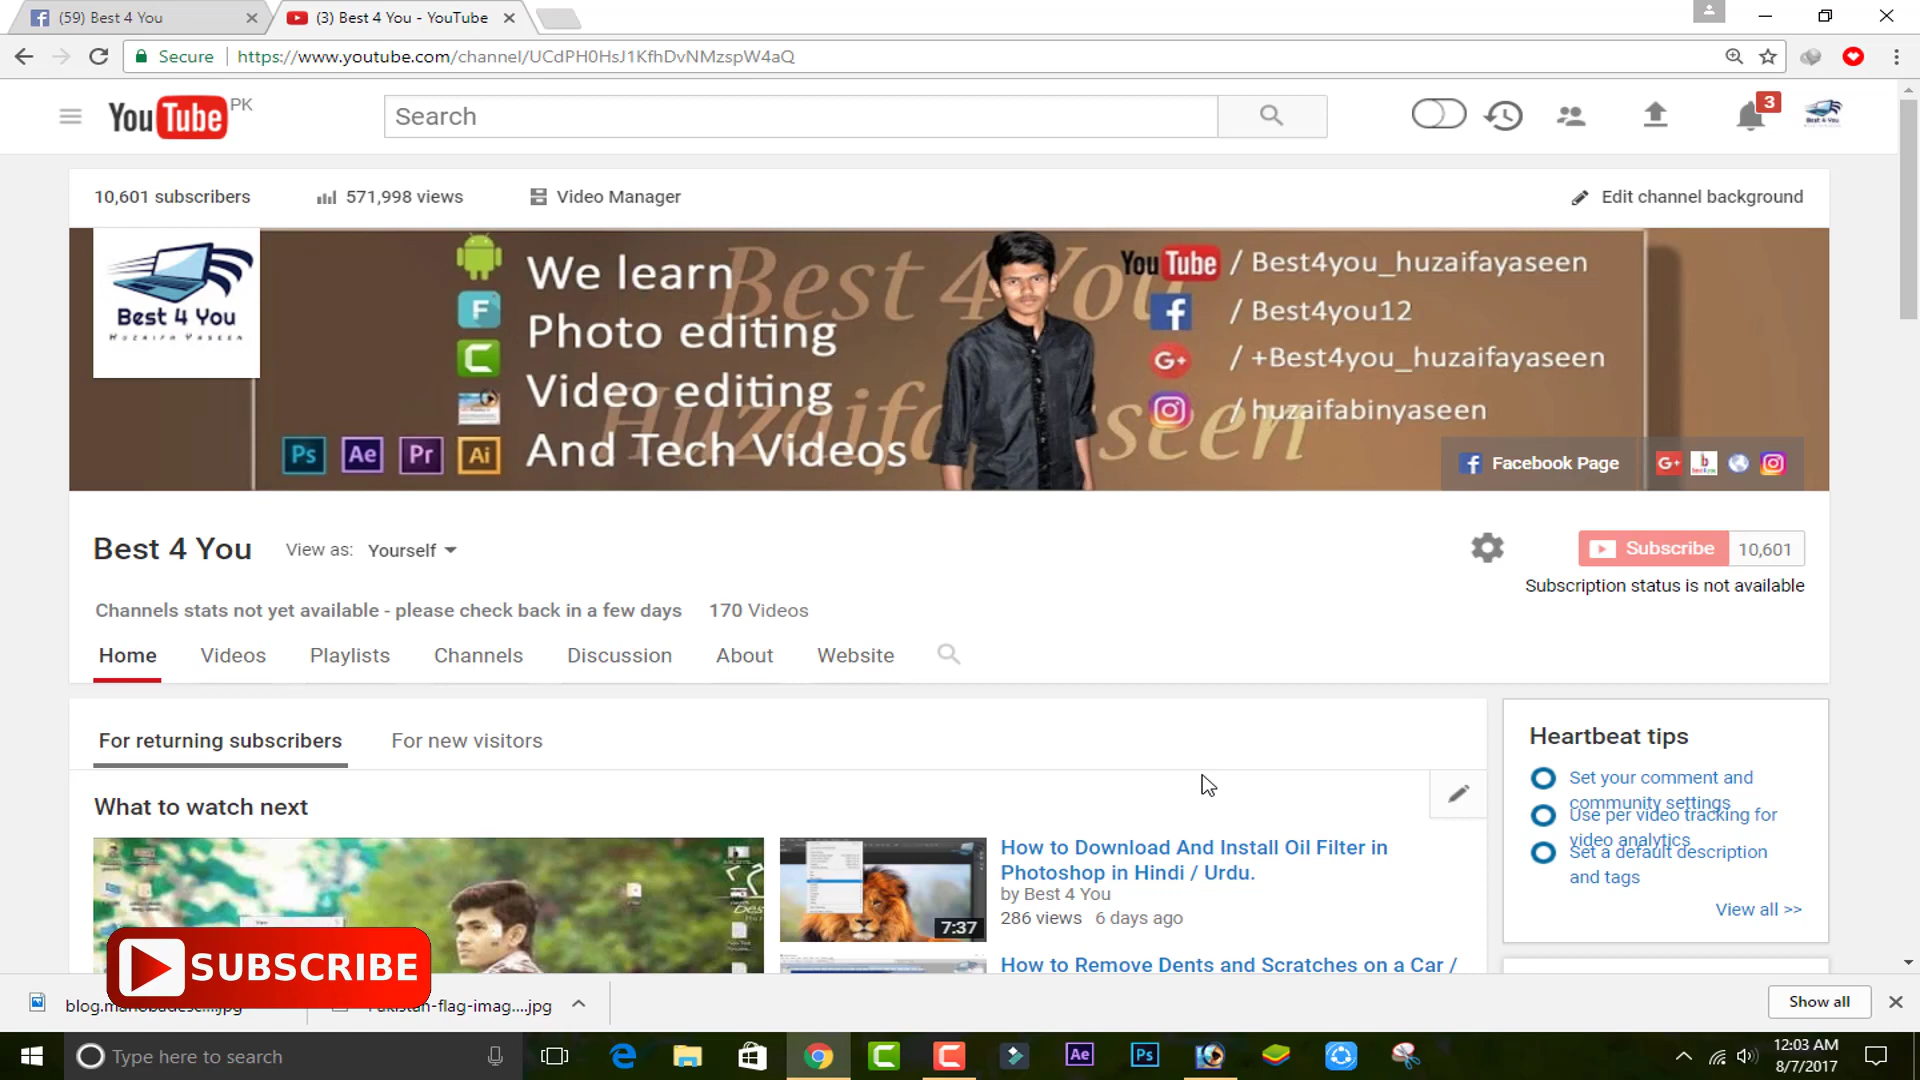 (59) Best 4 You
(3) Best 4 You - YouTube
Secure
https://www.youtube.com/channel/UCdPH0HsJ1KfhDvNMzspW4aQ
YouTube PK
Search
3
10,601 subscribers
571,998 views
Video Manager
Edit channel background
Best 4 You
HUZAIFA YASEEN
We learn
Photo editing
Video editing
And Tech Videos
Ps Ae Pr Ai
Best 4 You
YouTube / Best4you_huzaifayaseen
/ Best4you12
G+ / +Best4you_huzaifayaseen
/ huzaifabinyaseen
Facebook Page
G+
Best 4 You
View as: Yourself
Subscribe 10,601
Subscription status is not available
Channels stats not yet available - please check back in a few days
170 Videos
Home
Videos
Playlists
Channels
Discussion
About
Website
For returning subscribers
For new visitors
What to watch next
How to Download And Install Oil Filter in
Photoshop in Hindi / Urdu.
by Best 4 You
286 views 6 days ago
7:37
How to Remove Dents and Scratches on a Car /
Heartbeat tips
Set your comment and
community settings
Use per video tracking for
video analytics
Set a default description
and tags
View all >>
SUBSCRIBE
Show all
Type here to search
Ae
Ps
12:03 AM
8/7/2017